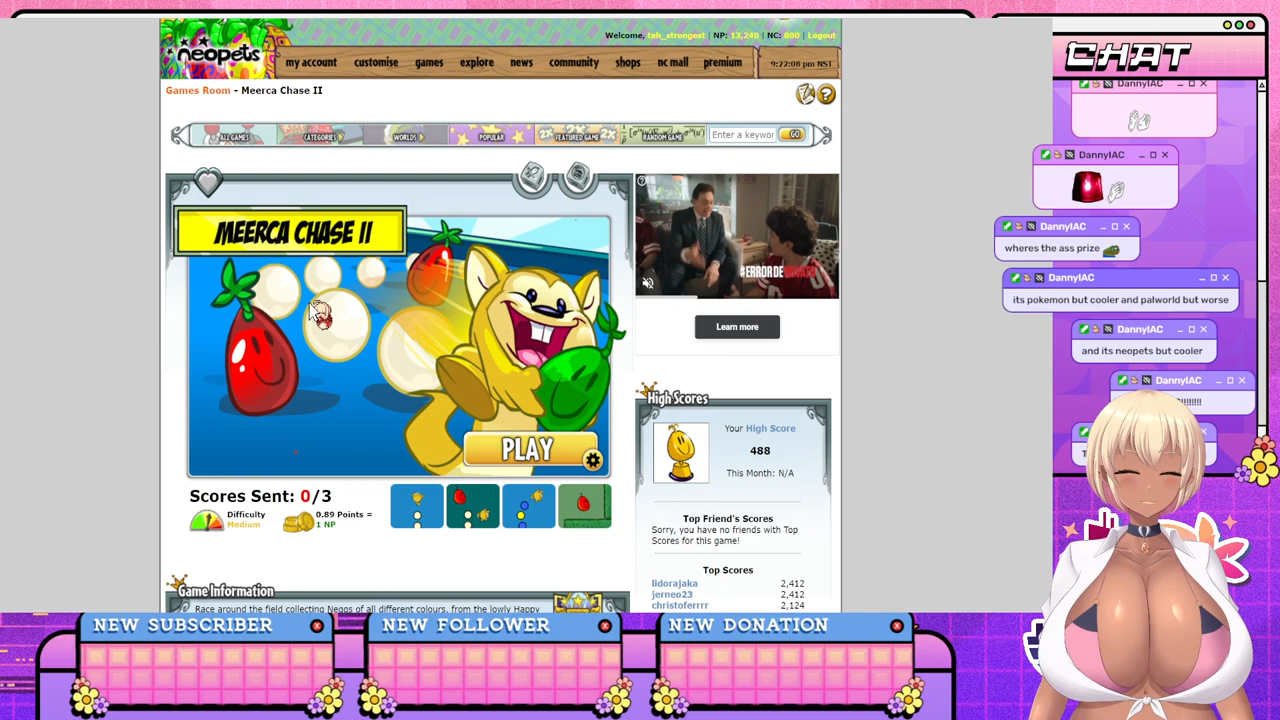 Welcome, teh_strongest | NP: 13,240 | NC: 800 | Logout
neopets
my account customise games explore news community shops nc mall premium 9:22:08 pm NST
Games Room - Meerca Chase II
ALL GAMES CATEGORIES WORLDS POPULAR 2X FEATURED GAME 2X RANDOM GAME Enter a keywor GO
MEERCA CHASE II
PLAY
Scores Sent: 0/3
Difficulty
Medium
0.89 Points =
1 NP
Game Information
Race around the field collecting Neggs of all different colours, from the lowly Happy
Learn more
High Scores
Your High Score
488
This Month: N/A
Top Friend's Scores
Sorry, you have no friends with Top
Scores for this game!
Top Scores
lidorajaka 2,412
jerneo23 2,412
christoferrr 2,124
CHAT
DannyIAC
DannyIAC
DannyIAC
wheres the ass prize
DannyIAC
its pokemon but cooler and palworld but worse
DannyIAC
and its neopets but cooler
DannyIAC
NEW SUBSCRIBER
NEW FOLLOWER
NEW DONATION